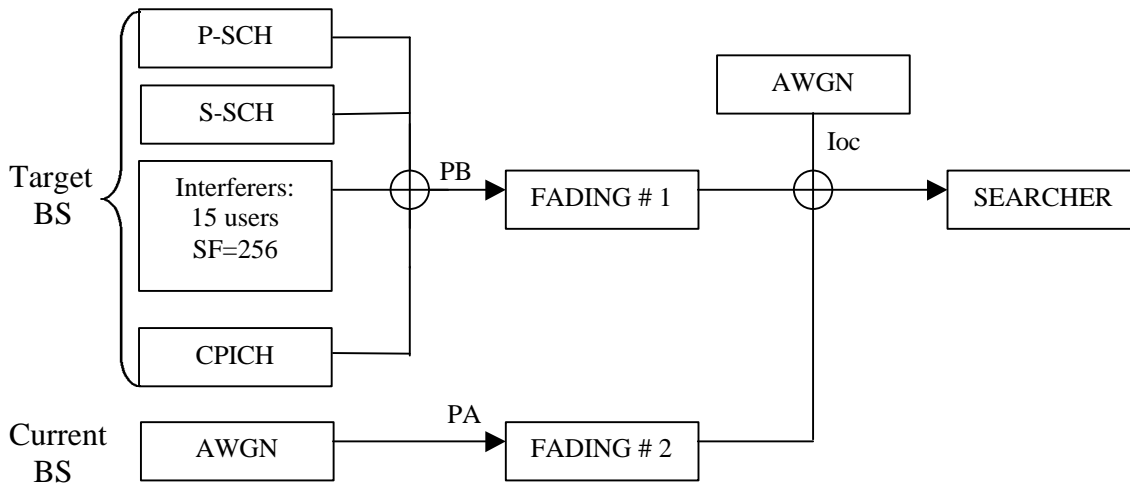 P-SCH
S-SCH
Target
BS
Interferers:
15 users
SF=256
CPICH
PB
FADING # 1
AWGN
Ioc
SEARCHER
Current
BS
AWGN
PA
FADING # 2